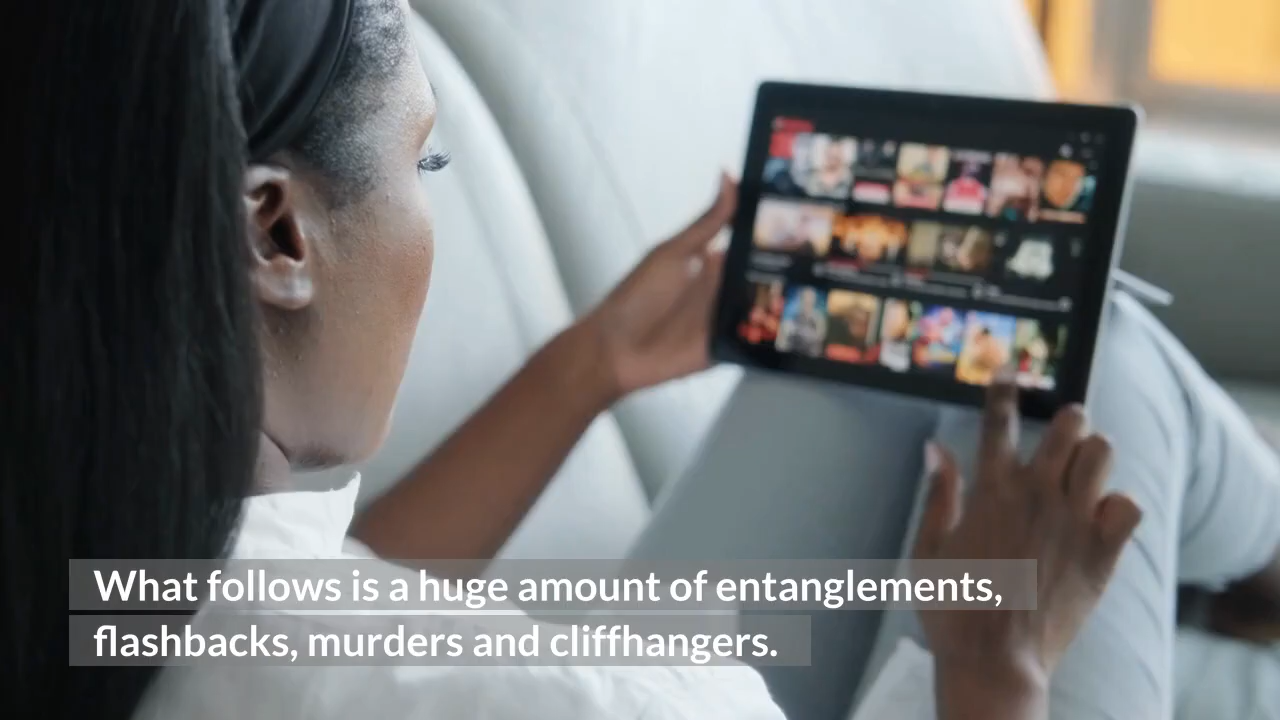 What follows is a huge amount of entanglements,
flashbacks, murders and cliffhangers.